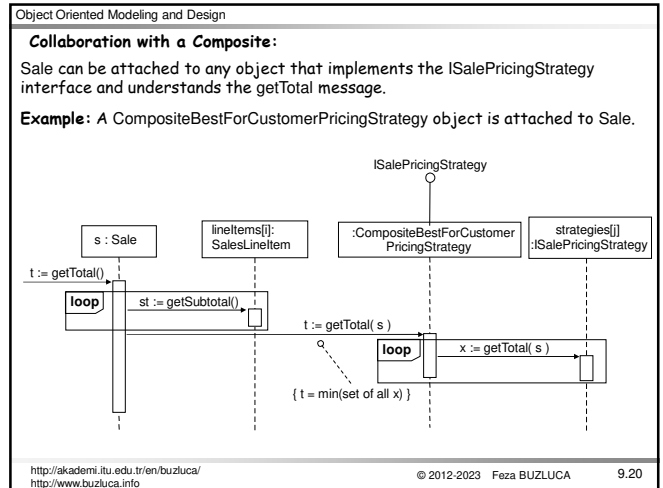 Object Oriented Modeling and Design
Collaboration with a Composite:
Sale can be attached to any object that implements the ISalePricingStrategy
interface and understands the getTotal message.
Example: A CompositeBestForCustomerPricingStrategy object is attached to Sale.
ISalePricingStrategy
s : Sale
lineItems[i]:
SalesLineItem
:CompositeBestForCustomer
PricingStrategy
strategies[j]
:ISalePricingStrategy
t := getTotal()
loop
st := getSubtotal()
t := getTotal( s )
loop
x := getTotal( s )
{ t = min(set of all x) }
http://akademi.itu.edu.tr/en/buzluca/
http://www.buzluca.info
© 2012-2023 Feza BUZLUCA
9.20